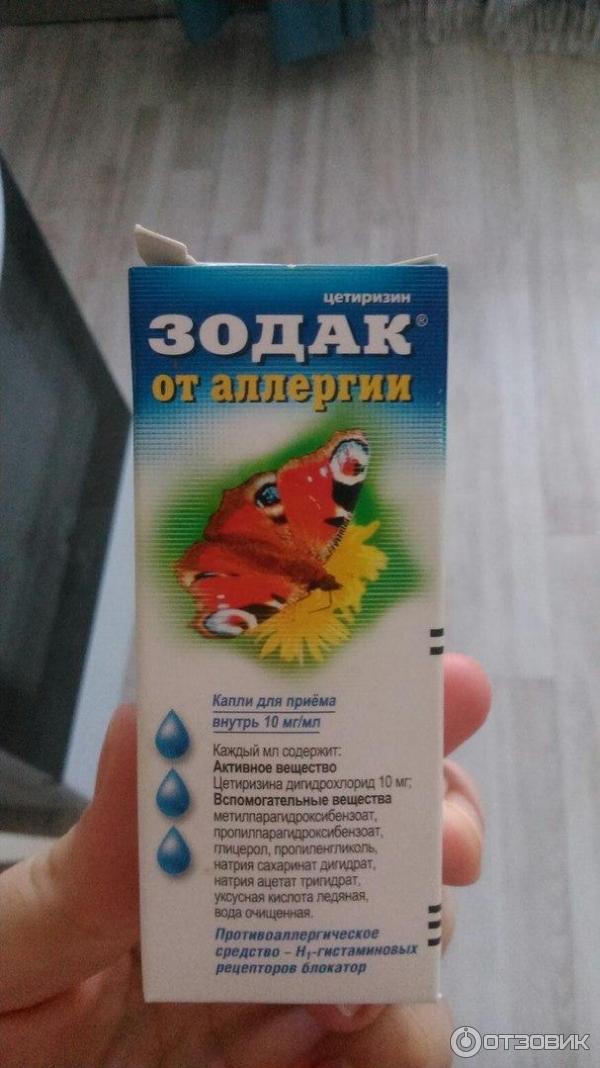 цетиризин
ЗОДАК®
от аллергии
Капли для приёма
внутрь 10 мг/мл
Каждый мл содержит:
Активное вещество
Цетиризина дигидрохлорид 10 мг;
Вспомогательные вещества
метилпарагидроксибензоат,
пропилпарагидроксибензоат,
глицерол, пропиленгликоль,
натрия сахаринат дигидрат,
натрия ацетат тригидрат,
уксусная кислота ледяная,
вода очищенная.
Противоаллергическое
средство – H₁-гистаминовых
рецепторов блокатор
ОТЗОВИК